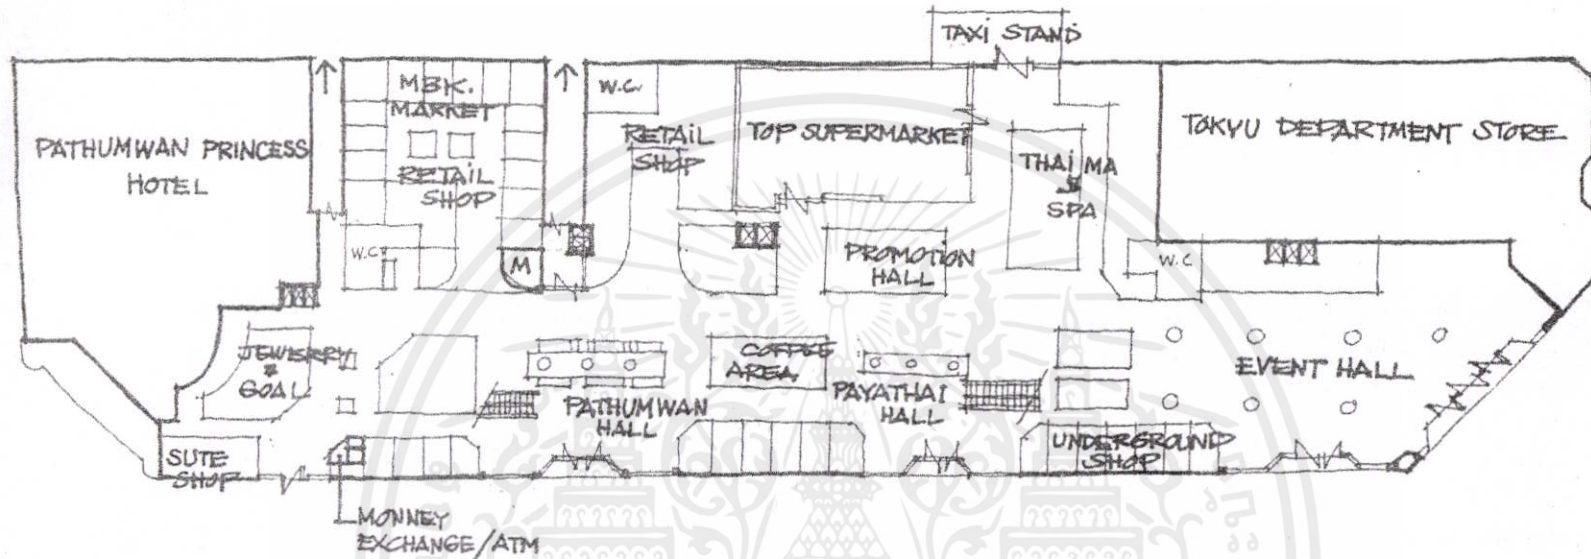 TAXI STAND
MBK.
MARKET
W.C.
RETAIL
SHOP
TOP SUPERMARKET
TOKYU DEPARTMENT STORE
PATHUMWAN PRINCESS
HOTEL
RETAIL
SHOP
THAI MA
SPA
W.C
M
PROMOTION
HALL
W.C
JEWLERRY
GOAL
COFFEE
AREA
EVENT HALL
PATHUMWAN
HALL
PAYATHAI
HALL
SUTE
SHOP
UNDERGROUND
SHOP
MONNEY
EXCHANGE/ATM